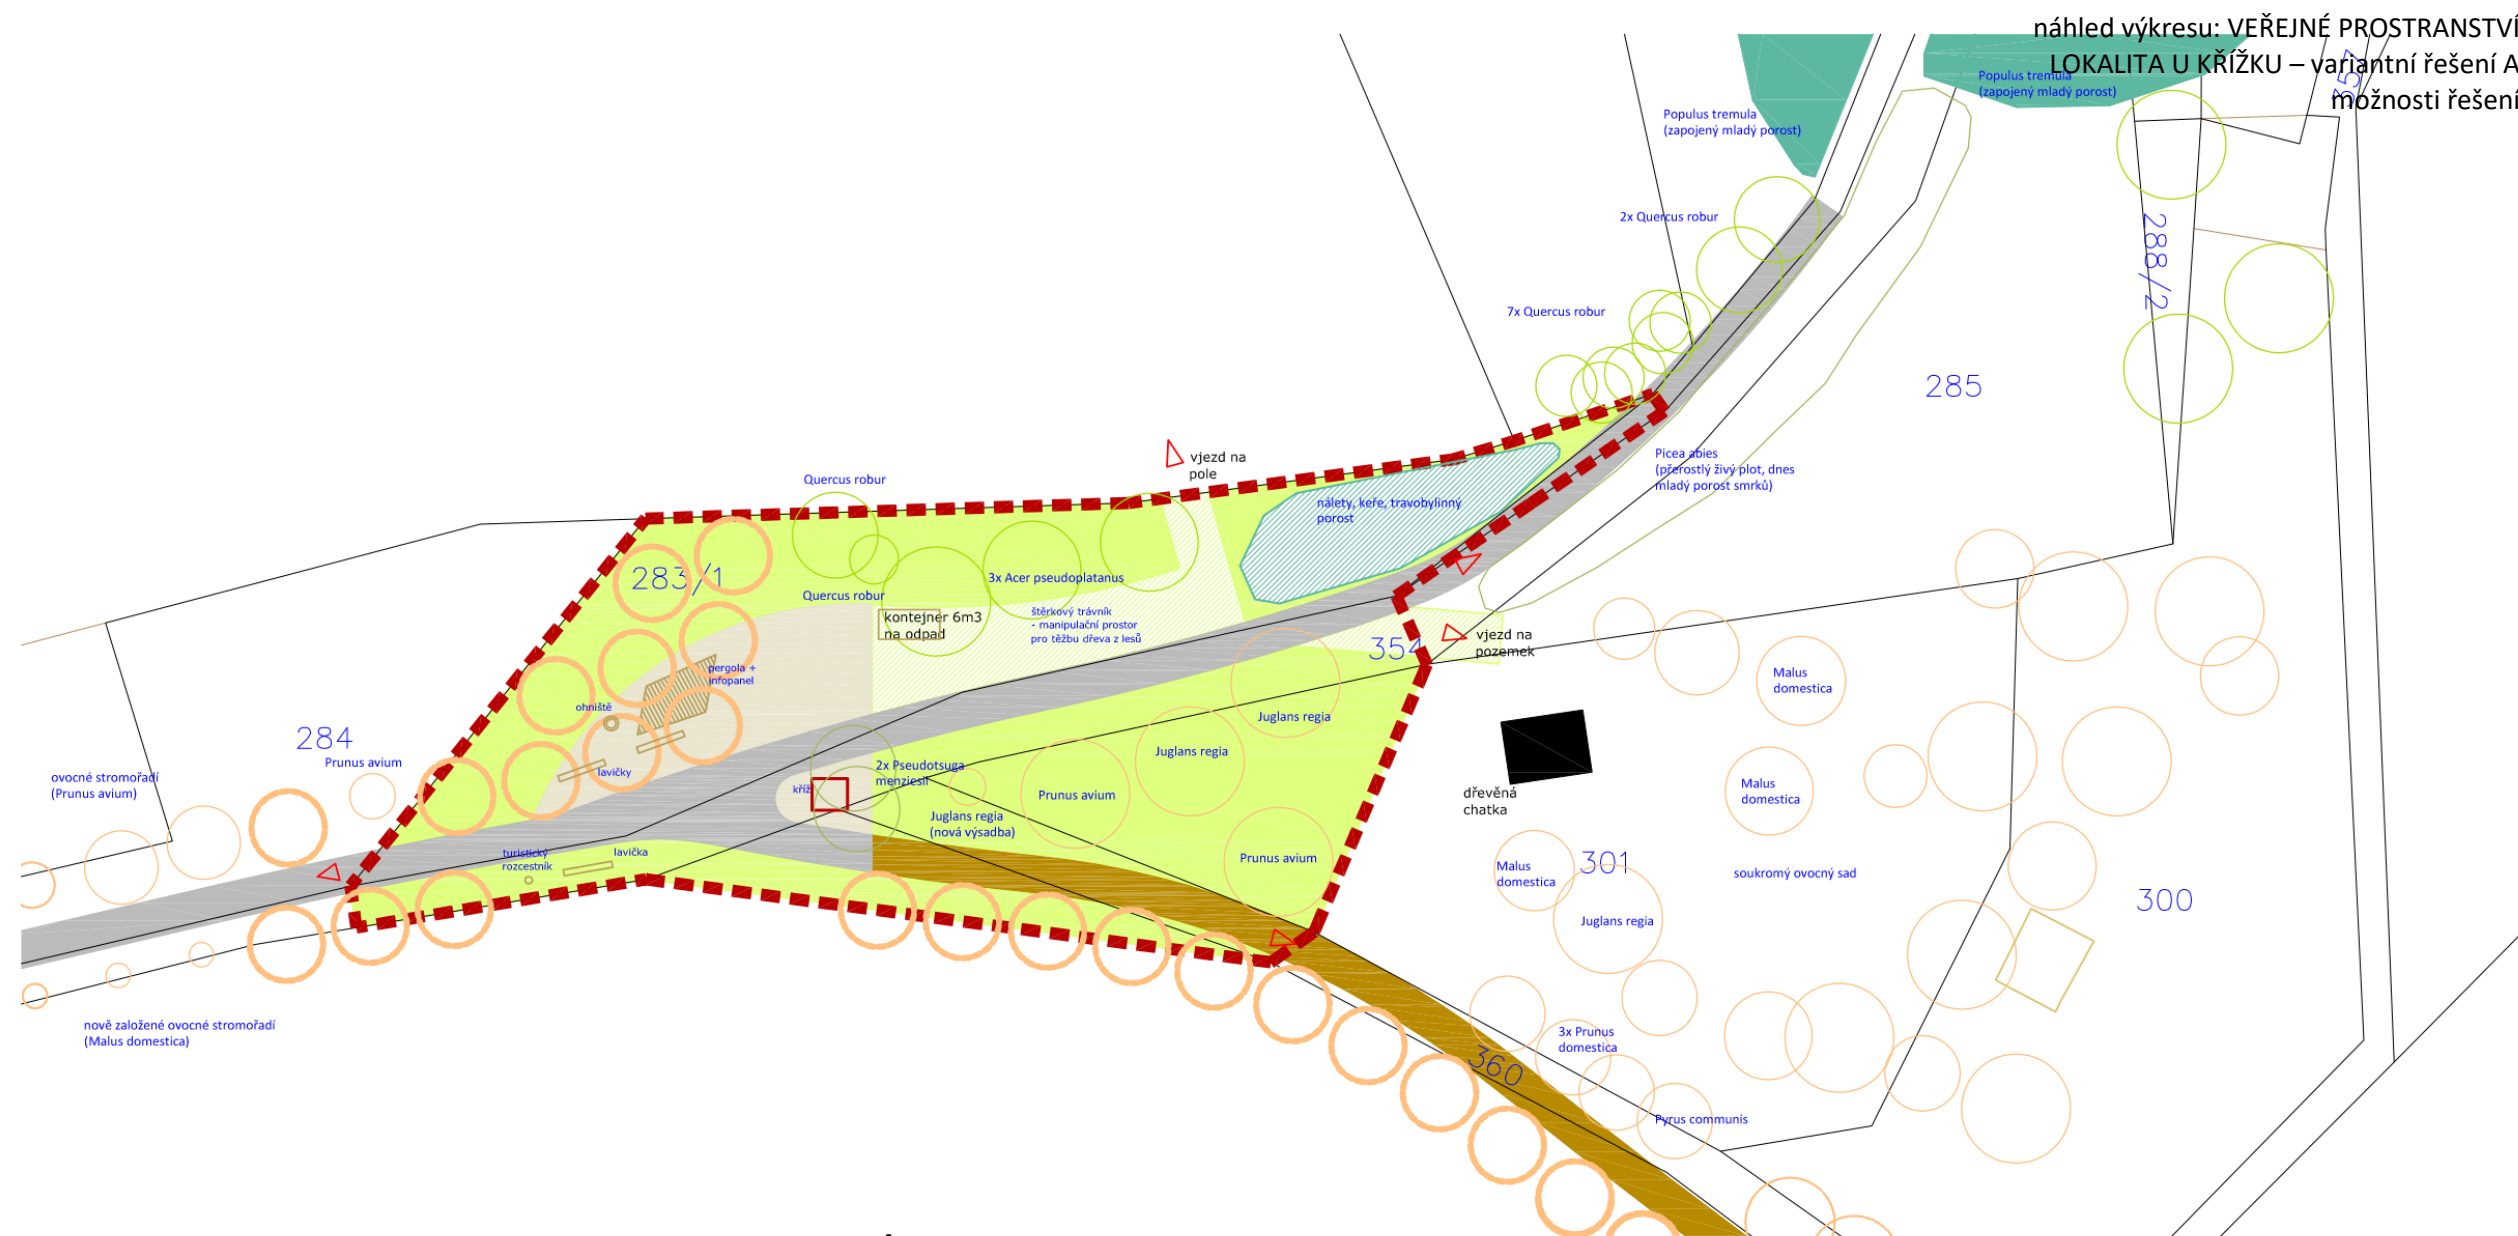 náhled výkresu: VEŘEJNÉ PROSTRANSTVÍ
LOKALITA U KŘÍŽKU – variantní řešení A
možnosti řešení
Populus tremula
(zapojený mladý porost)
Populus tremula
(zapojený mladý porost)
2x Quercus robur
288/2
7x Quercus robur
285
vjezd na
pole
Picea abies
(přerostlý živý plot, dnes
mladý porost smrků)
Quercus robur
nálety, keře, travobylinný
porost
283/1
3x Acer pseudoplatanus
Quercus robur
kontejner 6m3
na odpad
štěrkový trávník
- manipulační prostor
pro těžbu dřeva z lesů
354
vjezd na
pozemek
pergola +
infopanel
Malus
domestica
ohniště
Juglans regia
284
Prunus avium
lavičky
2x Pseudotsuga
menziesii
Juglans regia
ovocné stromořadí
(Prunus avium)
kříž
Prunus avium
Malus
domestica
dřevěná
chatka
Juglans regia
(nová výsadba)
turistický
rozcestník
lavička
Prunus avium
Malus
domestica
301
soukromý ovocný sad
300
Juglans regia
nově založené ovocné stromořadí
(Malus domestica)
3x Prunus
domestica
360
Pyrus communis